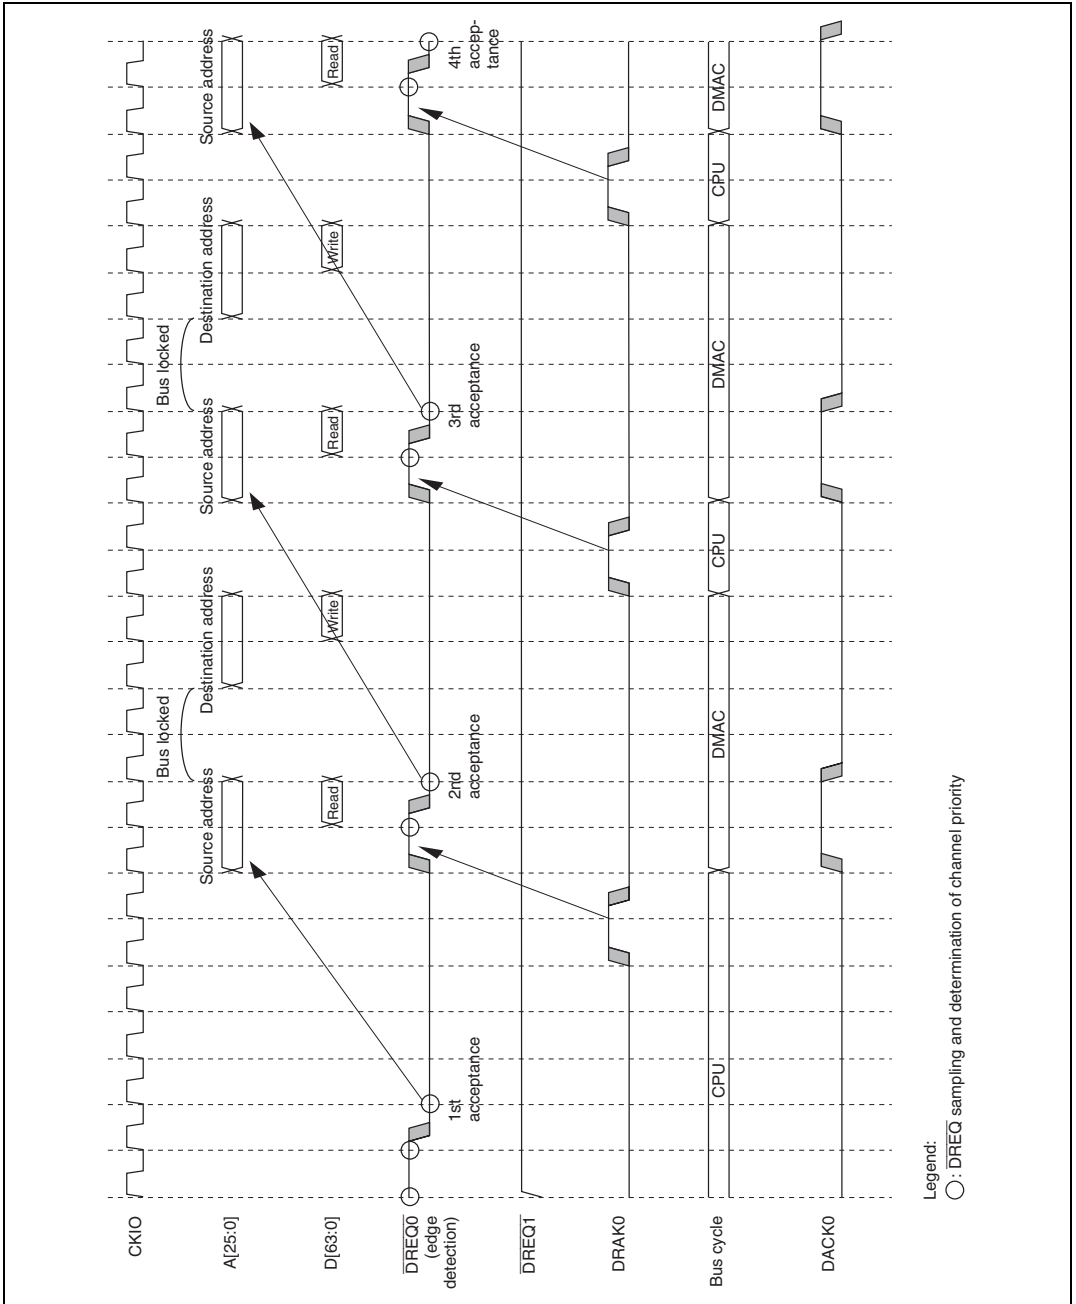 CKIO
A[25:0]
Source address
Bus locked
Destination address
Source address
Bus locked
Destination address
Source address
D[63:0]
Read
Write
Read
Write
Read
DREQ0
(edge
detection)
1st
acceptance
2nd
acceptance
3rd
acceptance
4th
accep-
tance
DREQ1
DRAK0
Bus cycle
CPU
DMAC
CPU
DMAC
CPU
DMAC
DACK0
Legend:
○: DREQ sampling and determination of channel priority